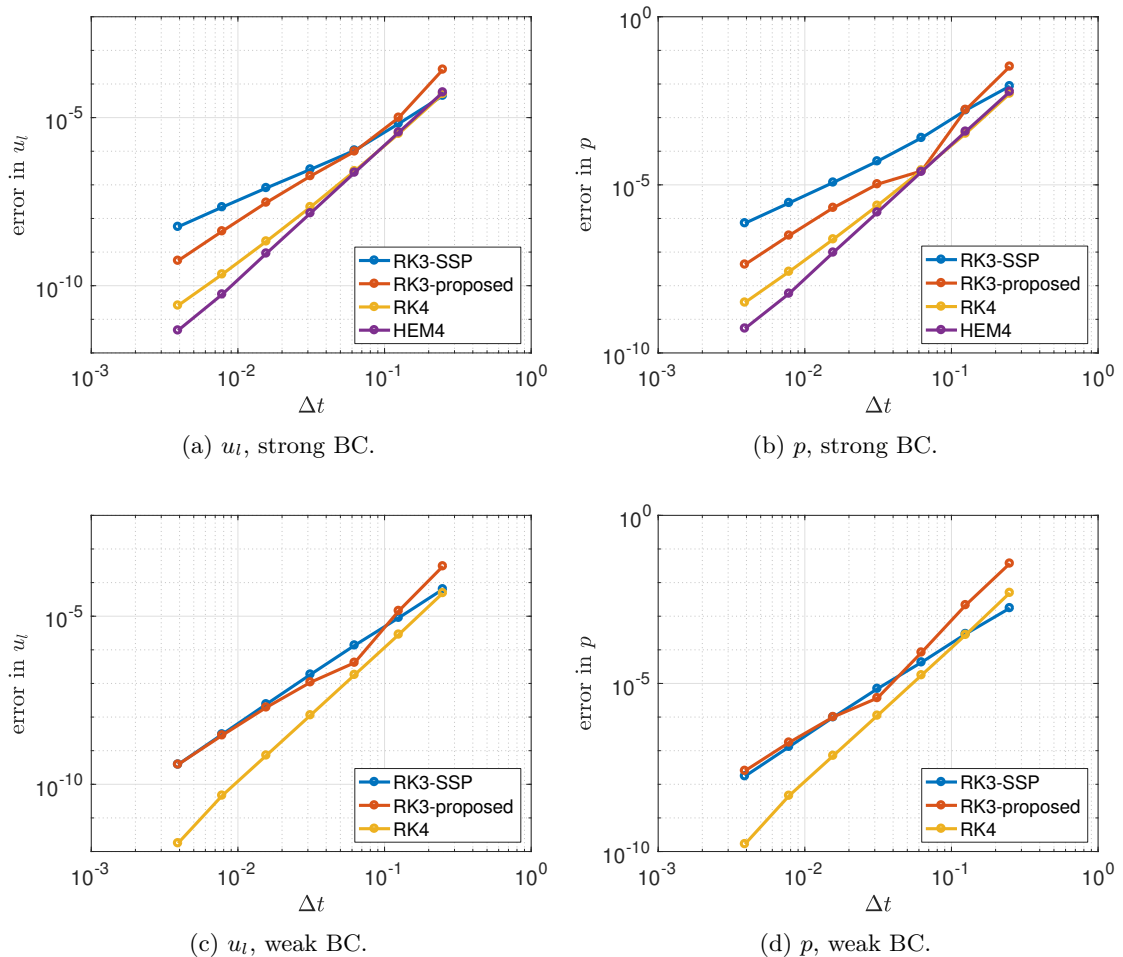 error in u_l
10^-5
10^-10
10^-3
10^-2
10^-1
10^0
Δt
RK3-SSP
RK3-proposed
RK4
HEM4
(a) u_l, strong BC.
error in p
10^0
10^-5
10^-10
10^-3
10^-2
10^-1
10^0
Δt
RK3-SSP
RK3-proposed
RK4
HEM4
(b) p, strong BC.
error in u_l
10^-5
10^-10
10^-3
10^-2
10^-1
10^0
Δt
RK3-SSP
RK3-proposed
RK4
(c) u_l, weak BC.
error in p
10^0
10^-5
10^-10
10^-3
10^-2
10^-1
10^0
Δt
RK3-SSP
RK3-proposed
RK4
(d) p, weak BC.